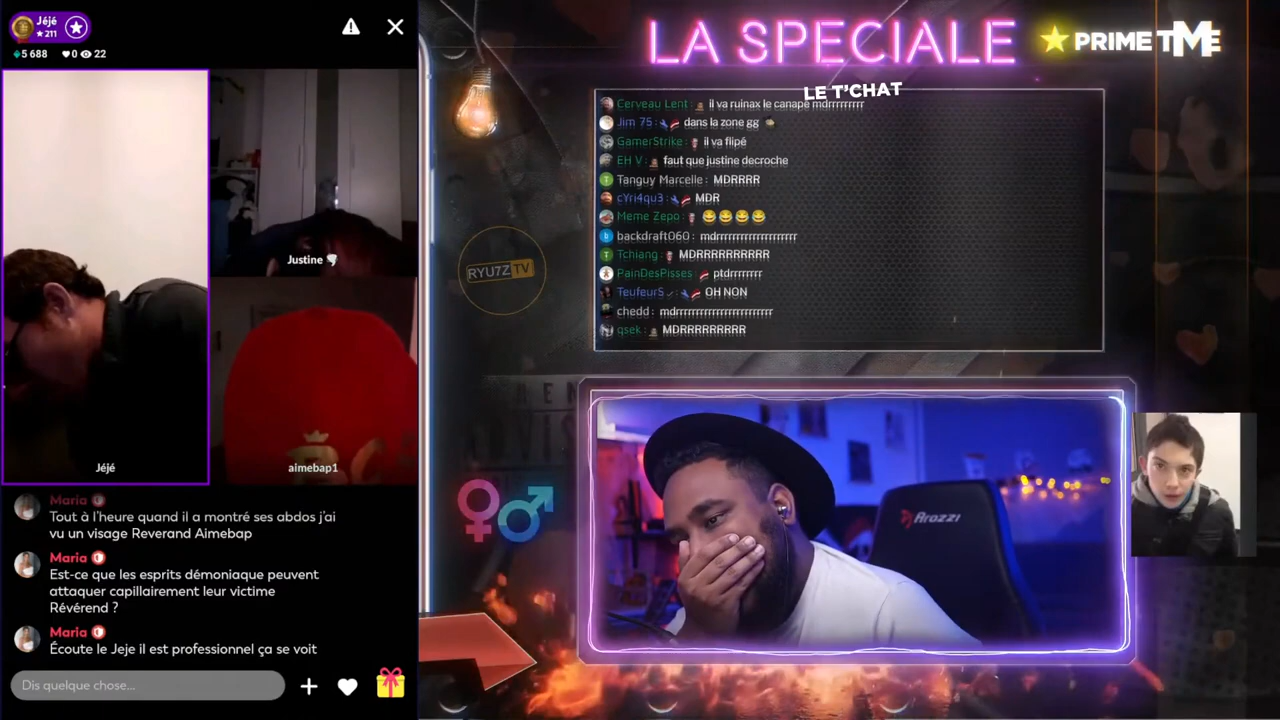 Jéjé
★211
5 688
0
22
Justine
Jéjé
aimebap1
Maria
Tout à l'heure quand il a montré ses abdos j'ai
vu un visage Reverand Aimebap
Maria
Est-ce que les esprits démoniaque peuvent
attaquer capillairement leur victime
Révérend ?
Maria
Écoute le Jeje il est professionnel ça se voit
Dis quelque chose...
LA SPECIALE
PRIME TME
LE T'CHAT
Cerveau Lent : il va ruinax le canapé mdrrrrrrrr
Jim 75 : dans la zone gg
GamerStrike : il va flipé
EH V : faut que justine decroche
Tanguy Marcelle : MDRRRR
cYri4qu3 : MDR
Meme Zepo : 😂😂😂😂
backdraft060 : mdrrrrrrrrrrrrrrrrrrr
Tchiang : MDRRRRRRRRRR
PainDesPisses ptdrrrrrrr
TeufeurS : OH NON
chedd : mdrrrrrrrrrrrrrrrrrrrrrr
qsek : MDRRRRRRRRR
RYU7Z TV
Arozzi